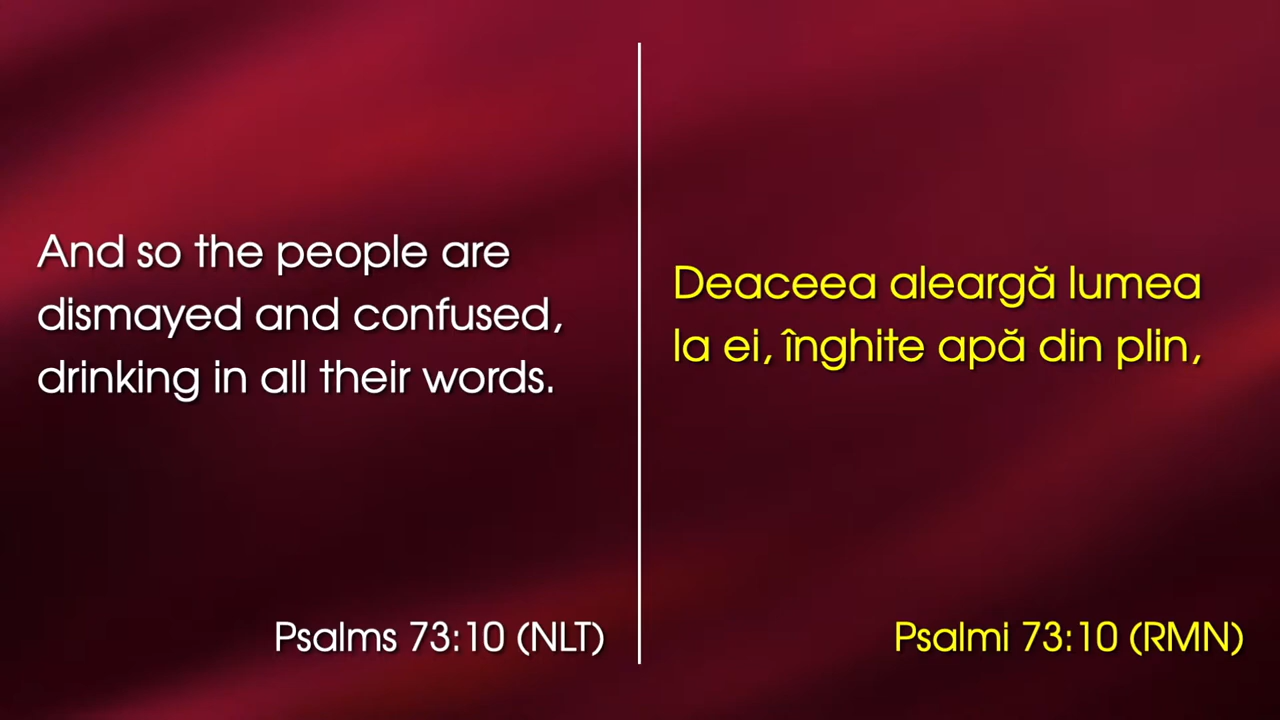 And so the people are
dismayed and confused,
drinking in all their words.
Psalms 73:10 (NLT)
Deaceea aleargă lumea
la ei, înghite apă din plin,
Psalmi 73:10 (RMN)